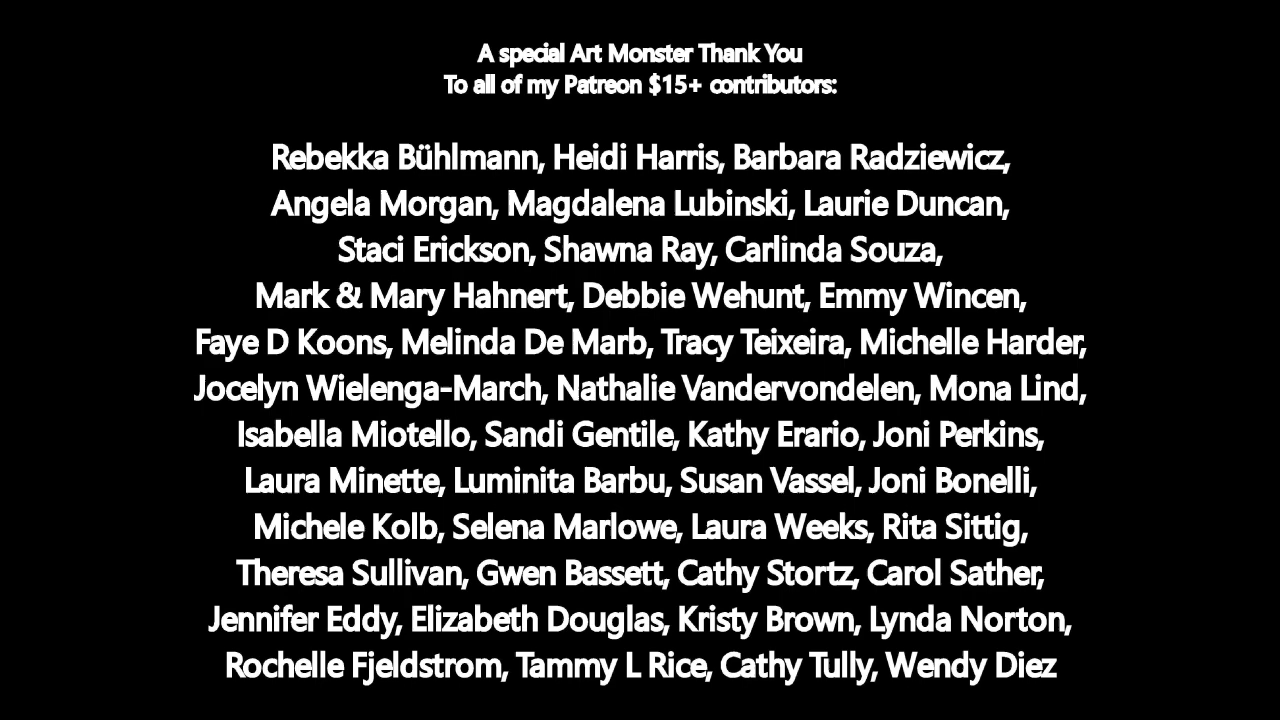 A special Art Monster Thank You
To all of my Patreon $15+ contributors:
Rebekka Bühlmann, Heidi Harris, Barbara Radziewicz,
Angela Morgan, Magdalena Lubinski, Laurie Duncan,
Staci Erickson, Shawna Ray, Carlinda Souza,
Mark & Mary Hahnert, Debbie Wehunt, Emmy Wincen,
Faye D Koons, Melinda De Marb, Tracy Teixeira, Michelle Harder,
Jocelyn Wielenga-March, Nathalie Vandervondelen, Mona Lind,
Isabella Miotello, Sandi Gentile, Kathy Erario, Joni Perkins,
Laura Minette, Luminita Barbu, Susan Vassel, Joni Bonelli,
Michele Kolb, Selena Marlowe, Laura Weeks, Rita Sittig,
Theresa Sullivan, Gwen Bassett, Cathy Stortz, Carol Sather,
Jennifer Eddy, Elizabeth Douglas, Kristy Brown, Lynda Norton,
Rochelle Fjeldstrom, Tammy L Rice, Cathy Tully, Wendy Diez